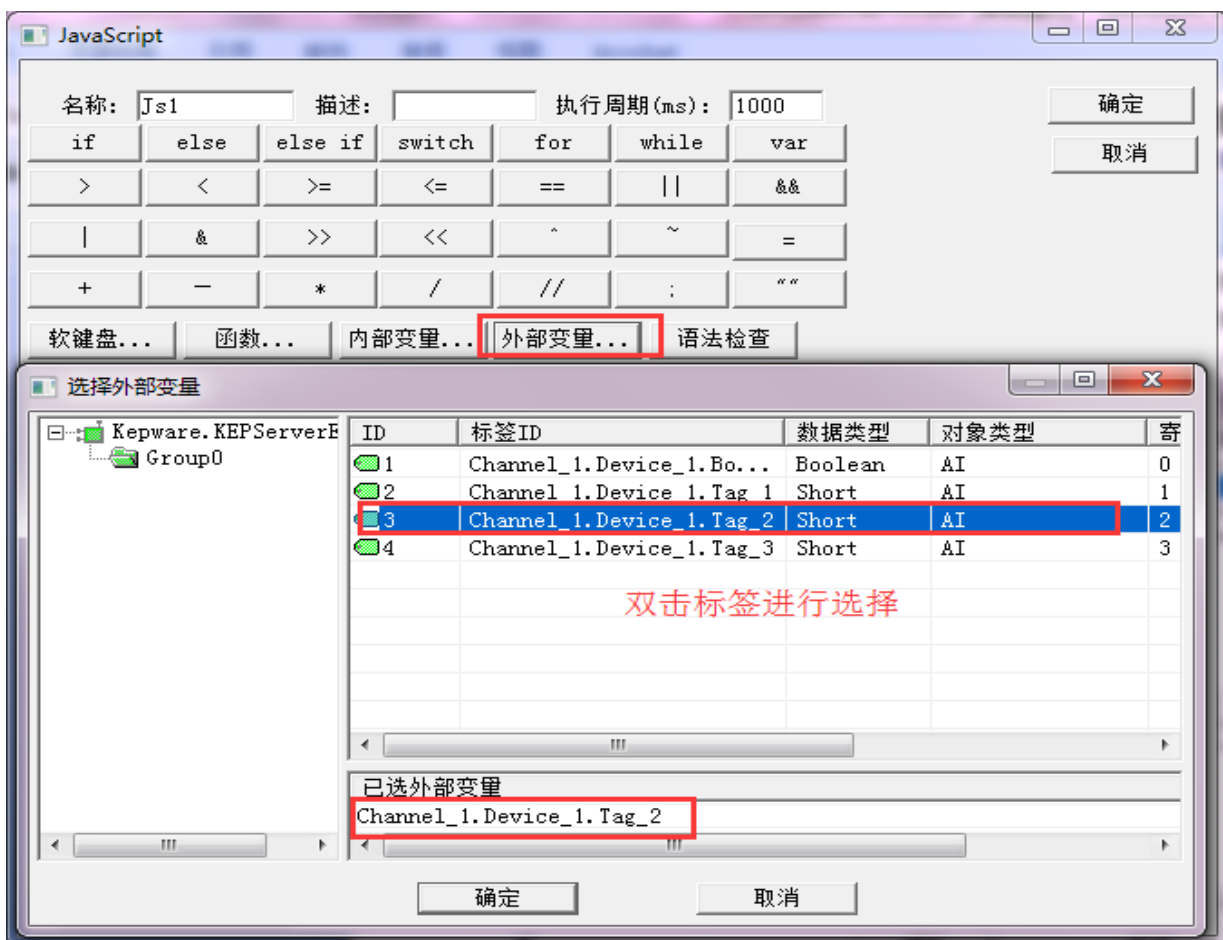 JavaScript
名称： Js1 描述： 执行周期(ms)： 1000 确定
if else else if switch for while var 取消
> < >= <= == || &&
| & >> << ^ ~ =
+ — * / // ; ""
软键盘... 函数... 内部变量... 外部变量... 语法检查
选择外部变量
Kepware.KEPServerE ID 标签ID 数据类型 对象类型 寄
Group0 1 Channel_1.Device_1.Bo... Boolean AI 0
2 Channel_1.Device_1.Tag_1 Short AI 1
3 Channel_1.Device_1.Tag_2 Short AI 2
4 Channel_1.Device_1.Tag_3 Short AI 3
双击标签进行选择
已选外部变量
Channel_1.Device_1.Tag_2
确定 取消